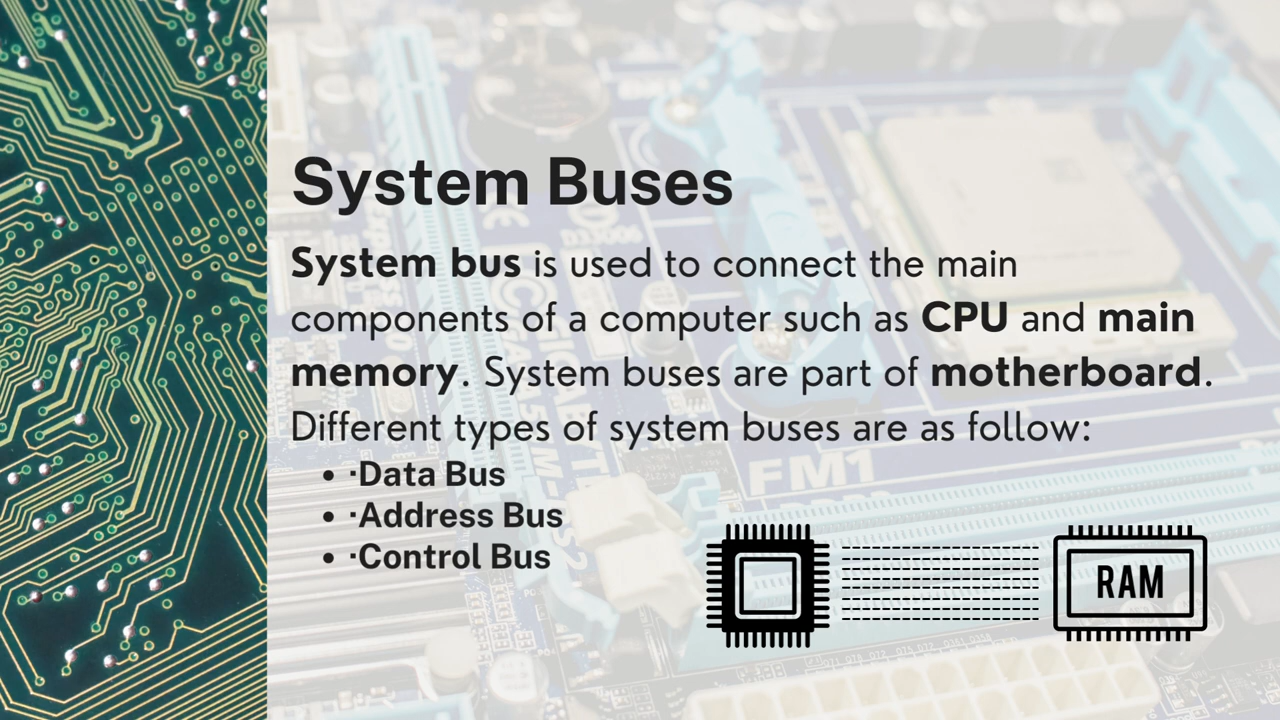 System Buses
System bus is used to connect the main
components of a computer such as CPU and main
memory. System buses are part of motherboard.
Different types of system buses are as follow:
• ·Data Bus
• ·Address Bus
• ·Control Bus
FM1
RAM